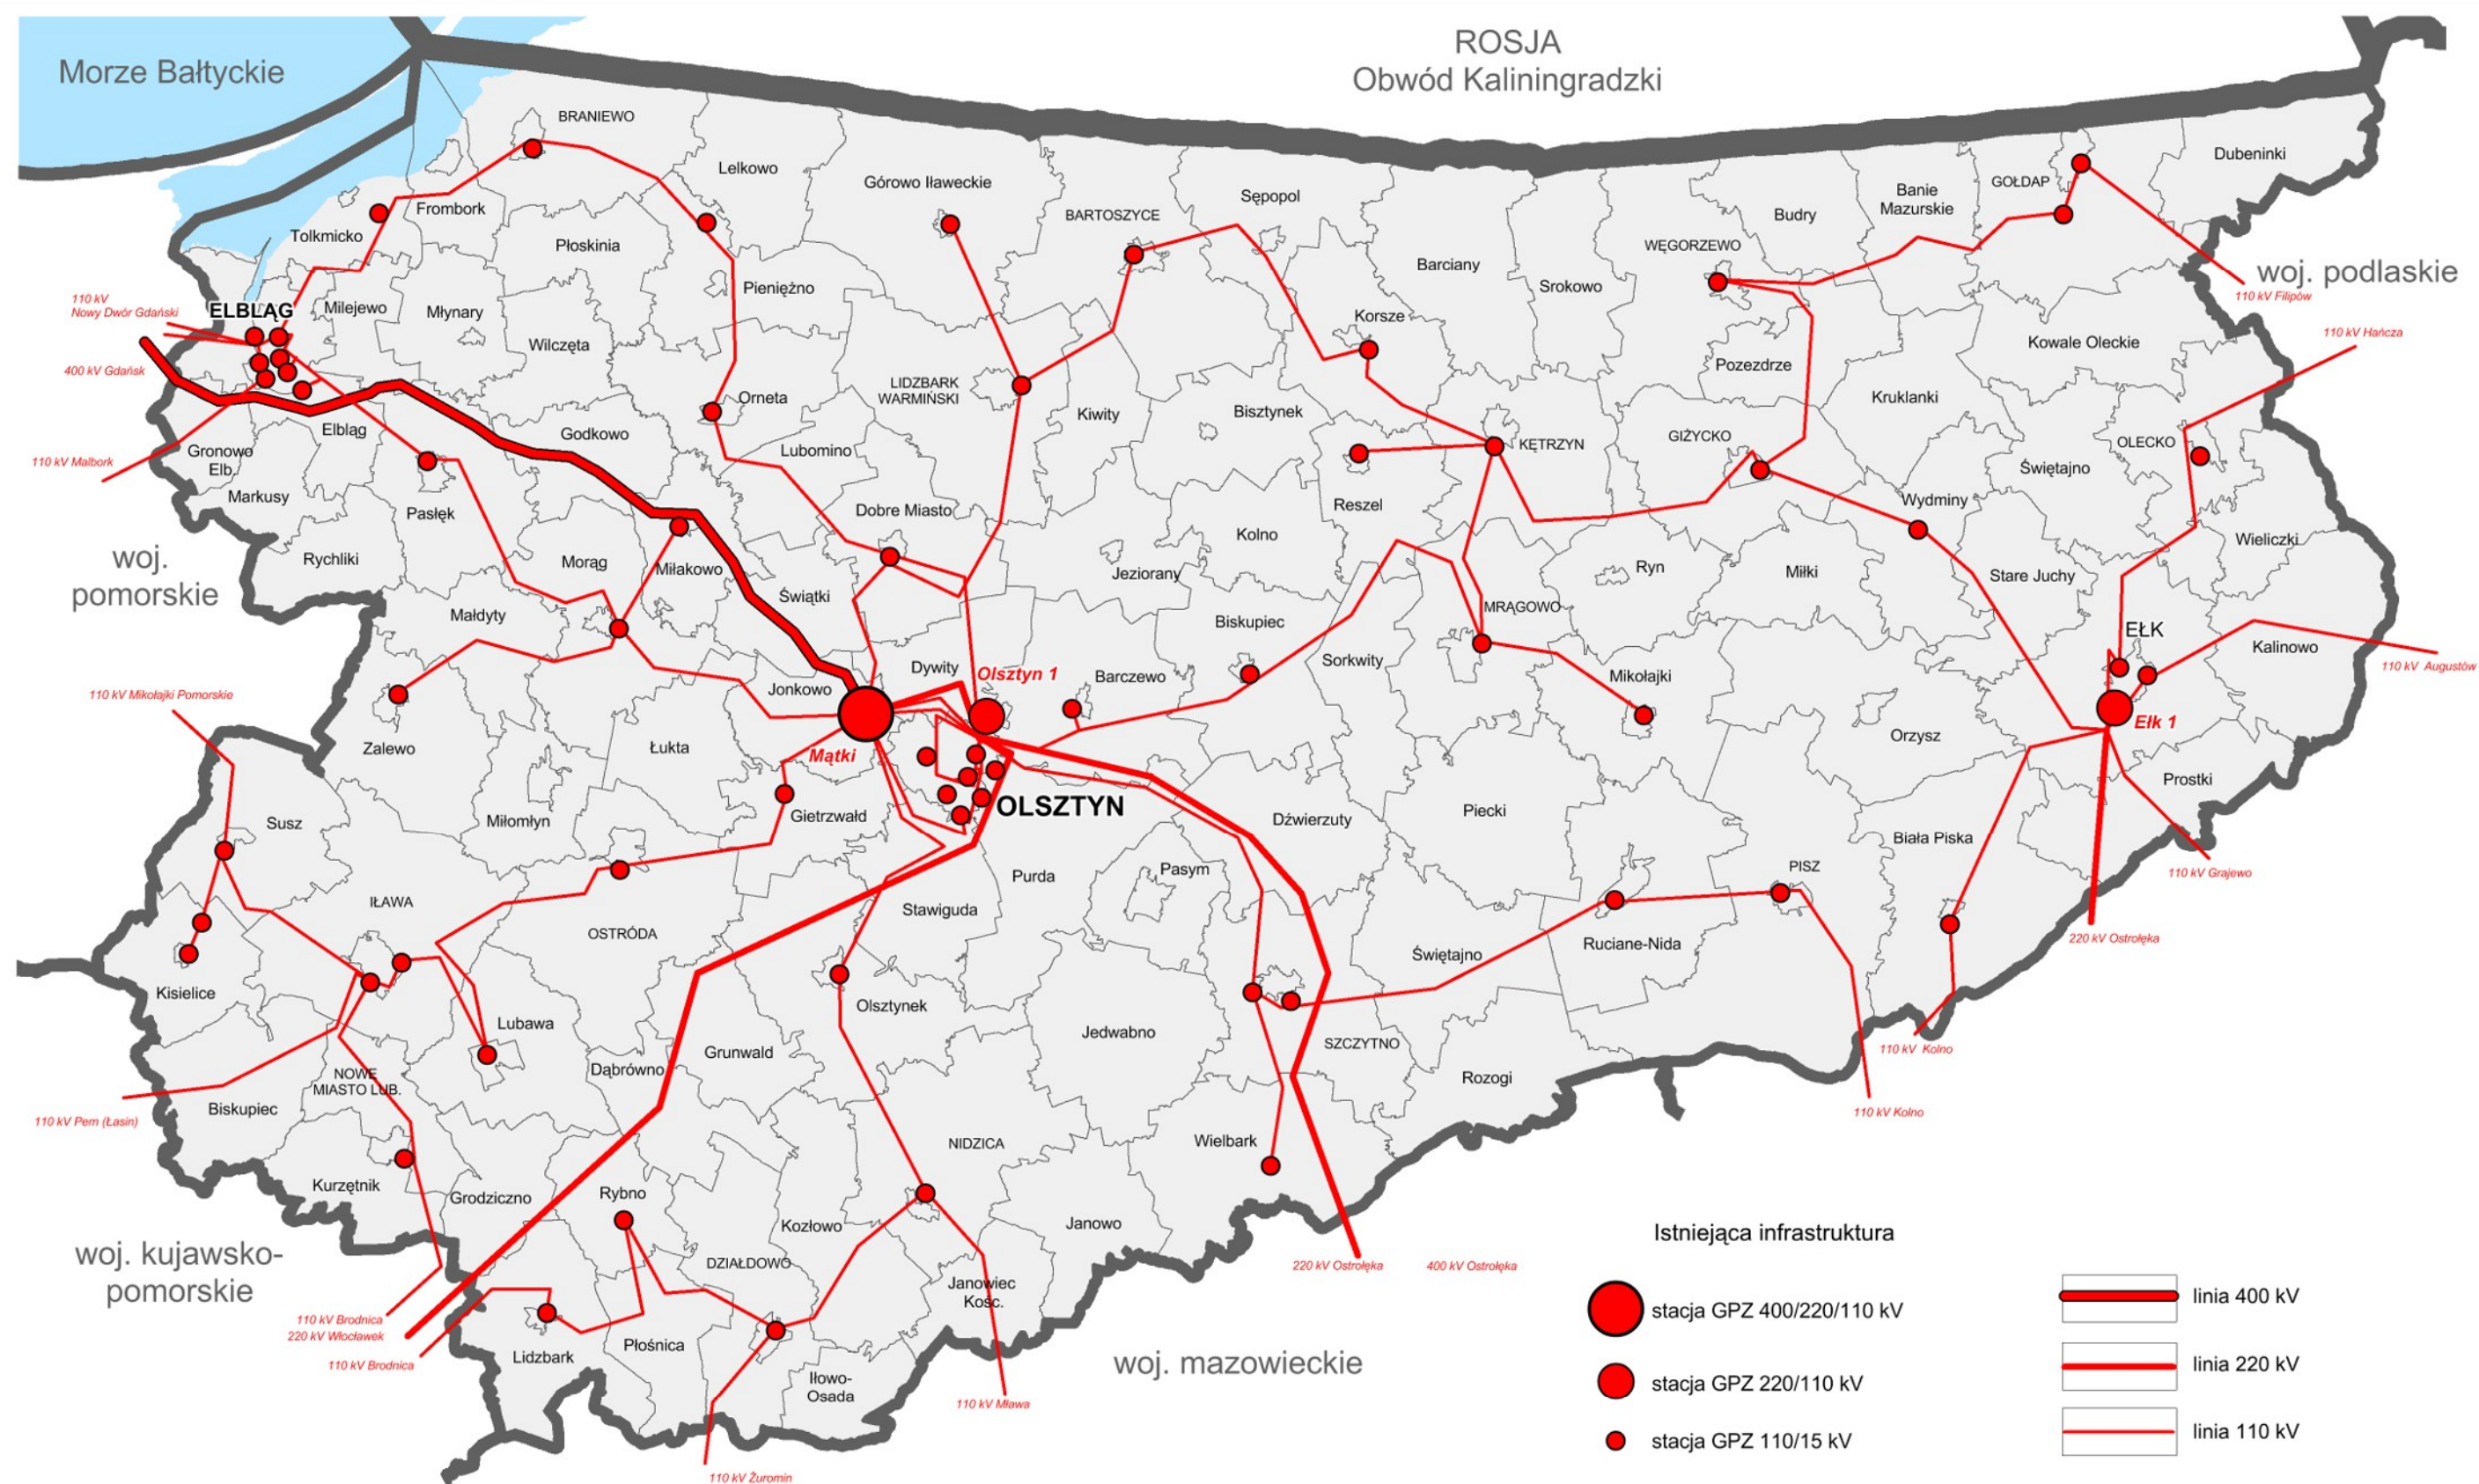 Morze Bałtyckie
ROSJA
Obwód Kaliningradzki
BRANIEWO
Lelkowo
Górowo Iławeckie
Sępopol
Dubeninki
GOŁDAP
Banie
Mazurskie
Budry
Frombork
Tolkmicko
Płoskinia
BARTOSZYCE
WĘGORZEWO
Barciany
Srokowo
woj. podlaskie
110 kV Filipów
110 kV
Nowy Dwór Gdański
ELBLĄG
Milejewo
Młynary
Pieniężno
Korsze
110 kV Hańcza
Wilczęta
Kowale Oleckie
Pozezdrze
400 kV Gdańsk
LIDZBARK
WARMIŃSKI
Orneta
Kiwity
Bisztynek
Kruklanki
Elbląg
Godkowo
Lubomino
KĘTRZYN
GIŻYCKO
OLECKO
Gronowo
Elb.
110 kV Malbork
Świętajno
Markusy
Pasłęk
Dobre Miasto
Reszel
Wydminy
Kolno
Wieliczki
woj.
pomorskie
Rychliki
Morąg
Miłakowo
Jeziorany
Ryn
Miłki
Stare Juchy
Świątki
Małdyty
MRĄGOWO
Biskupiec
EŁK
Kalinowo
110 kV Augustów
Sorkwity
Dywity
Olsztyn 1
Barczewo
Mikołajki
Jonkowo
110 kV Mikołajki Pomorskie
Ełk 1
Zalewo
Łukta
Mątki
Orzysz
Prostki
OLSZTYN
Susz
Miłomłyn
Gietrzwałd
Dźwierzuty
Piecki
Biała Piska
Purda
Pasym
PISZ
110 kV Grajewo
IŁAWA
Stawiguda
OSTRÓDA
Świętajno
Ruciane-Nida
220 kV Ostrołęka
Kisielice
Olsztynek
Lubawa
Jedwabno
SZCZYTNO
110 kV Kolno
Grunwald
Dąbrówno
NOWE
MIASTO LUB.
Rozogi
Biskupiec
110 kV Kolno
110 kV Pem (Łasin)
NIDZICA
Wielbark
Kurzętnik
Grodziczno
Rybno
Kozłowo
Janowo
woj. kujawsko-
pomorskie
DZIAŁDOWO
220 kV Ostrołęka
400 kV Ostrołęka
Janowiec
Kośc.
110 kV Brodnica
220 kV Włocławek
110 kV Brodnica
Lidzbark
Płośnica
Iłowo-
Osada
woj. mazowieckie
110 kV Mława
110 kV Żuromin
Istniejąca infrastruktura
stacja GPZ 400/220/110 kV
stacja GPZ 220/110 kV
stacja GPZ 110/15 kV
linia 400 kV
linia 220 kV
linia 110 kV